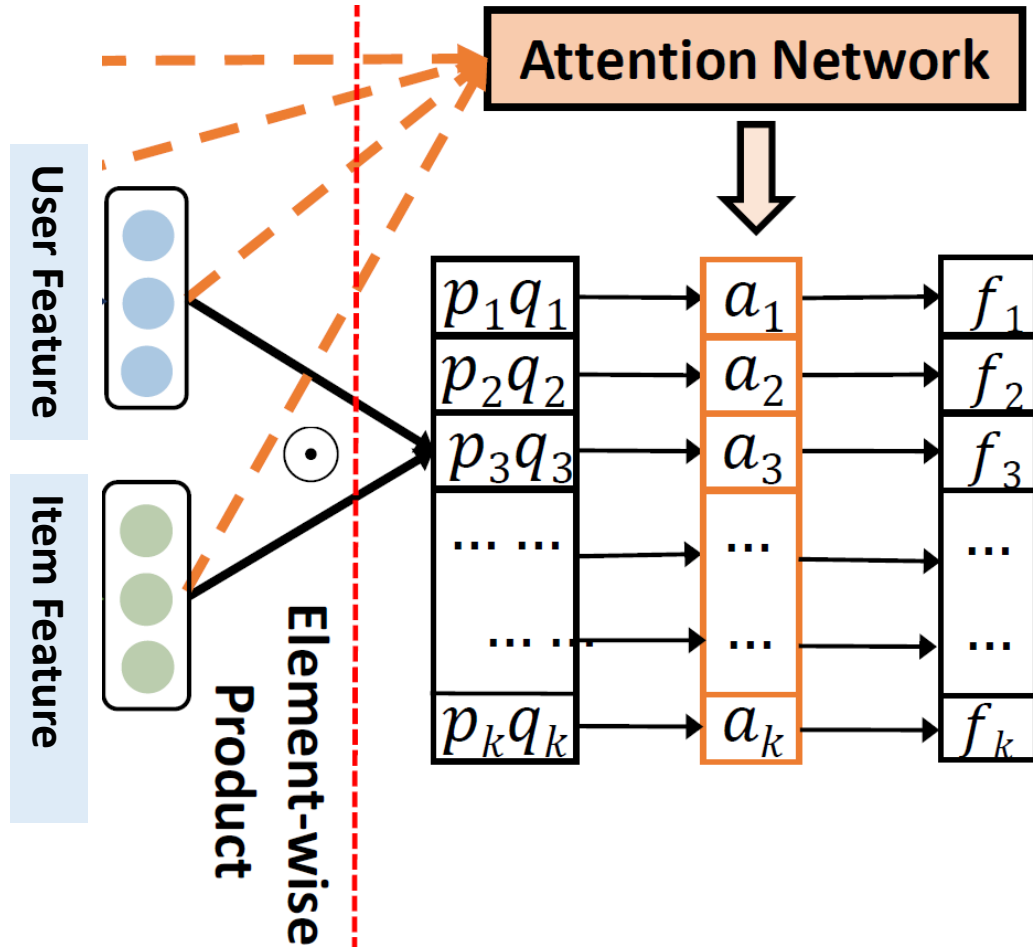 Attention Network
User Feature
Item Feature
Element-wise
Product
p₁q₁ a₁ f₁
p₂q₂ a₂ f₂
p₃q₃ a₃ f₃
... ... ... ...
... ... ... ...
pₖqₖ aₖ fₖ